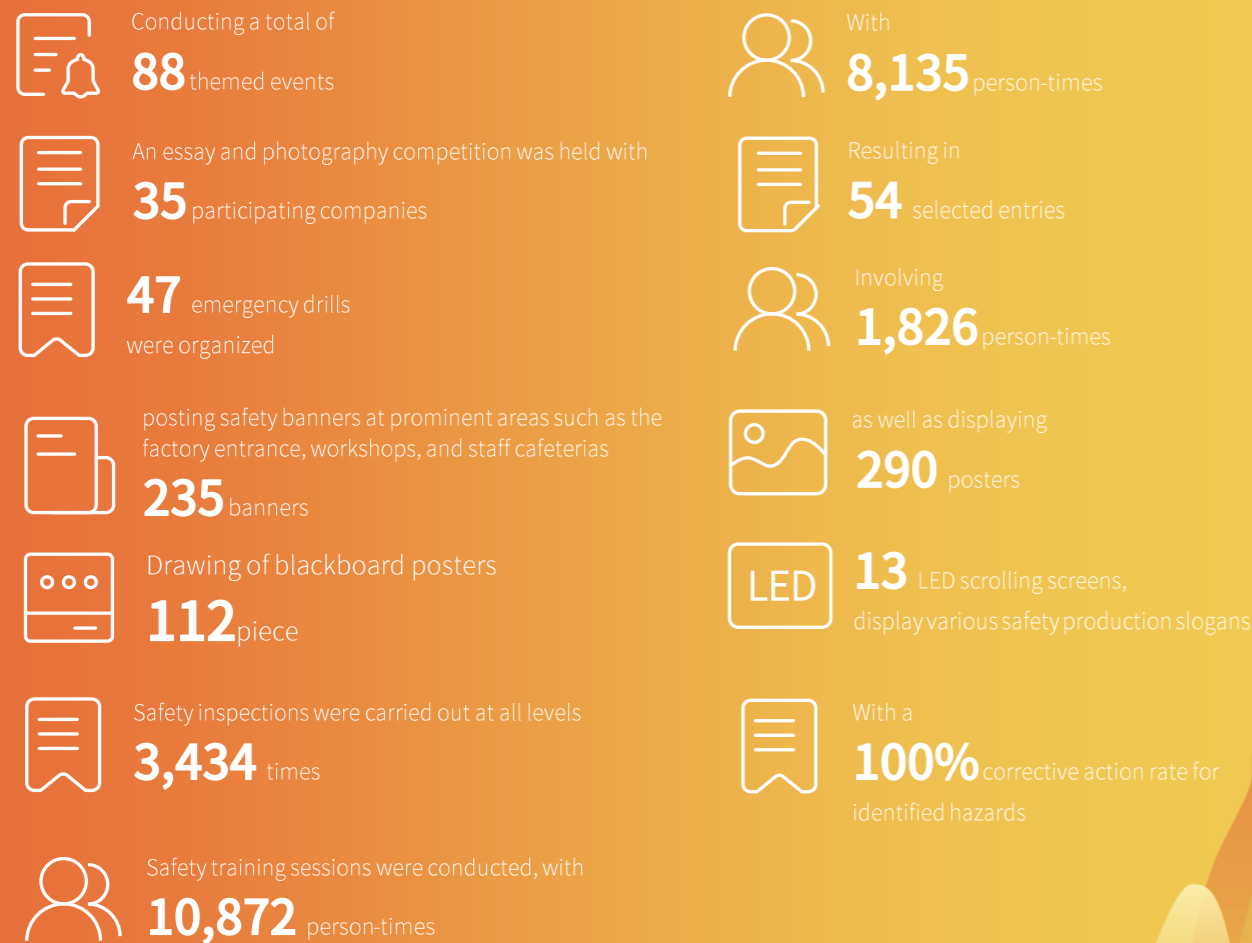 Conducting a total of
88 themed events
With
8,135 person-times
An essay and photography competition was held with
35 participating companies
Resulting in
54 selected entries
47 emergency drills
were organized
Involving
1,826 person-times
posting safety banners at prominent areas such as the
factory entrance, workshops, and staff cafeterias
235 banners
as well as displaying
290 posters
Drawing of blackboard posters
112piece
LED
13 LED scrolling screens,
display various safety production slogans
Safety inspections were carried out at all levels
3,434 times
With a
100% corrective action rate for
identified hazards
Safety training sessions were conducted, with
10,872 person-times